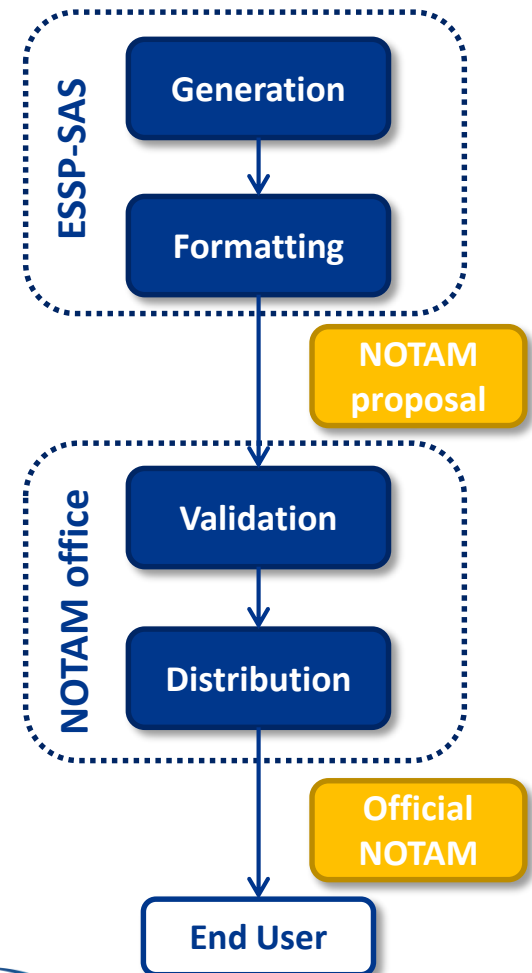 ESSP-SAS
Generation
Formatting
NOTAM
proposal
NOTAM office
Validation
Distribution
Official
NOTAM
End User